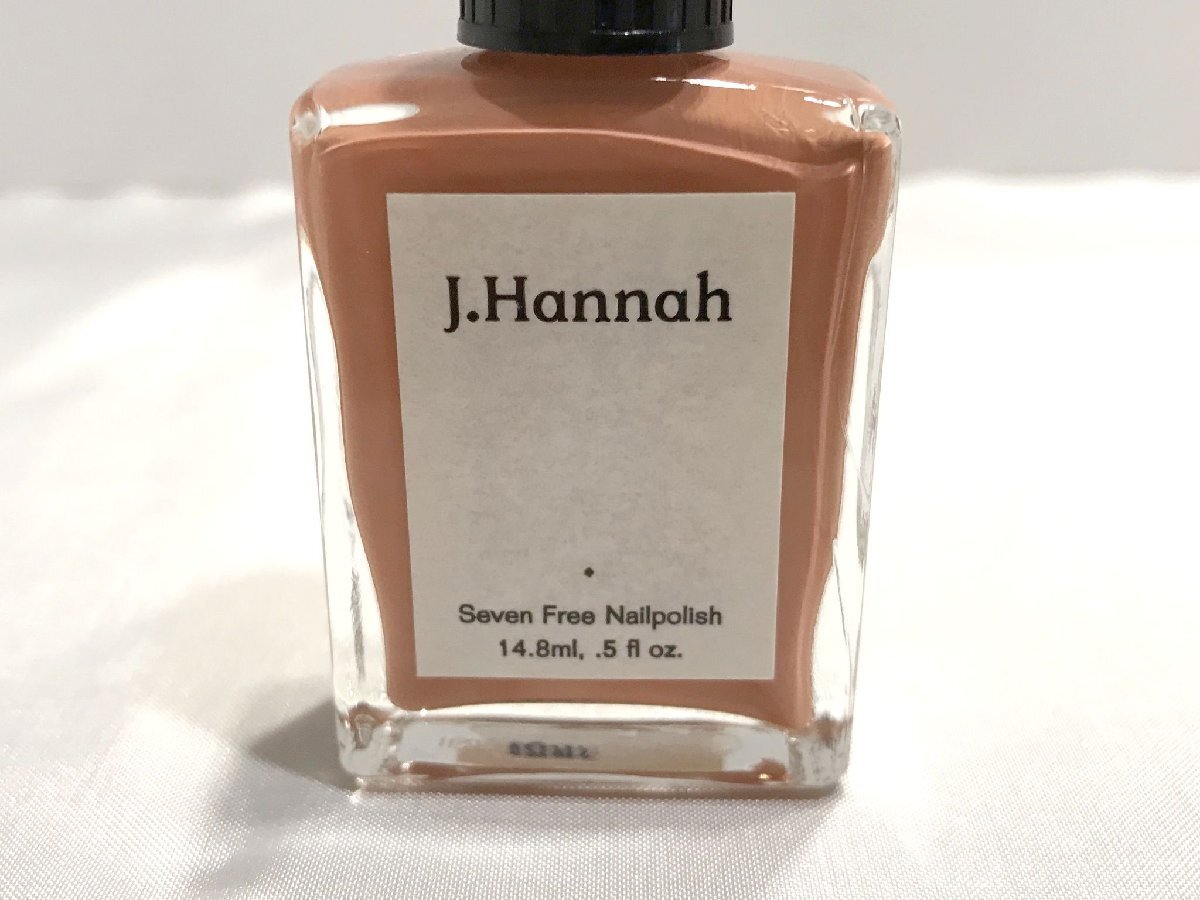 J.Hannah
Seven Free Nailpolish
14.8ml, .5 fl oz.